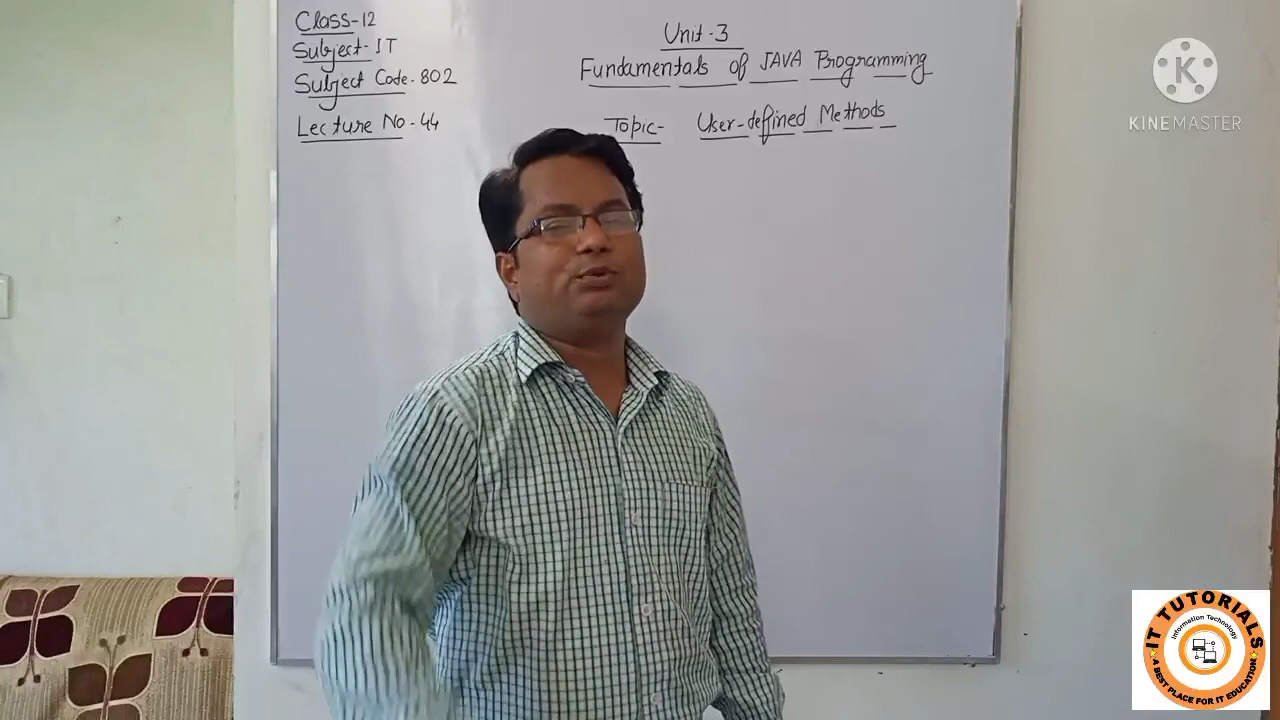 Class-12
Subject-IT
Subject Code-802
Lecture No-44
Unit-3
Fundamentals of JAVA Programming
Topic- User-defined Methods
K
KINEMASTER
IT TUTORIALS
Information Technology
A BEST PLACE FOR IT EDUCATION